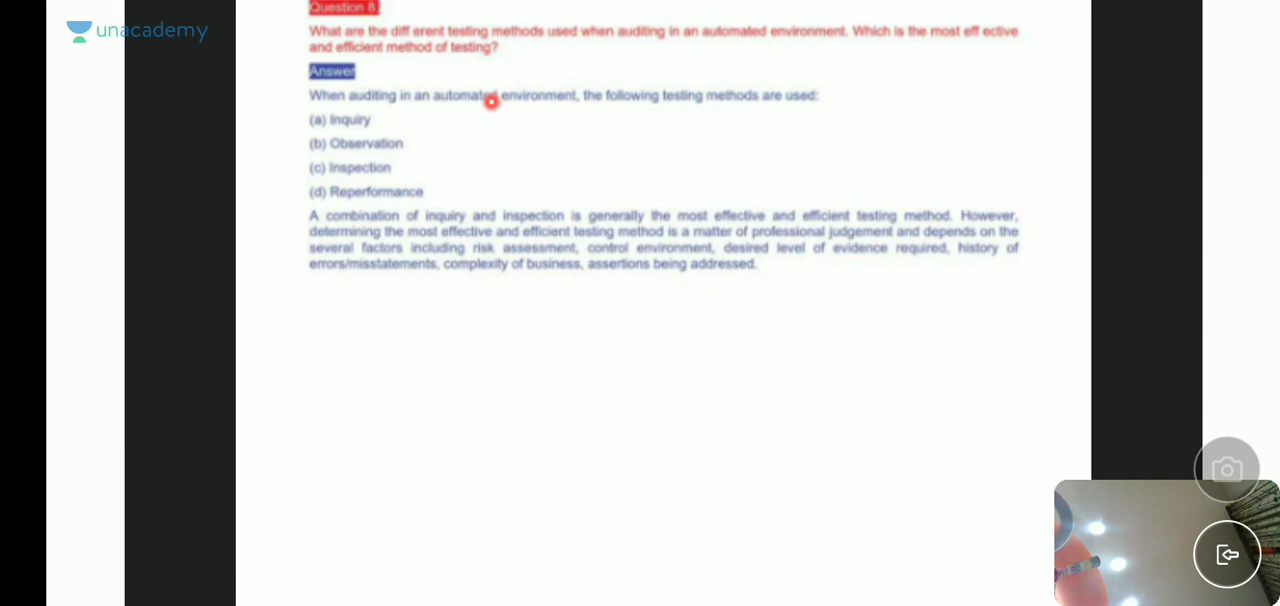 unacademy
Question 8.
What are the diff erent testing methods used when auditing in an automated environment. Which is the most eff ective
and efficient method of testing?
Answer
When auditing in an automated environment, the following testing methods are used:
(a) Inquiry
(b) Observation
(c) Inspection
(d) Reperformance
A combination of inquiry and inspection is generally the most effective and efficient testing method. However,
determining the most effective and efficient testing method is a matter of professional judgement and depends on the
several factors including risk assessment, control environment, desired level of evidence required, history of
errors/misstatements, complexity of business, assertions being addressed.